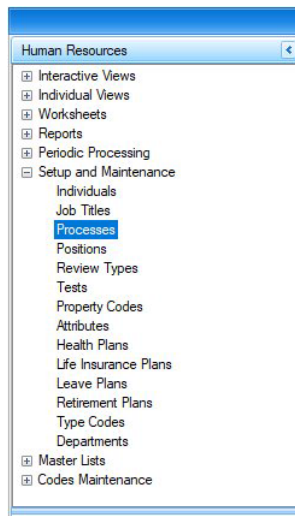 Human Resources
Interactive Views
Individual Views
Worksheets
Reports
Periodic Processing
Setup and Maintenance
Individuals
Job Titles
Processes
Positions
Review Types
Tests
Property Codes
Attributes
Health Plans
Life Insurance Plans
Leave Plans
Retirement Plans
Type Codes
Departments
Master Lists
Codes Maintenance